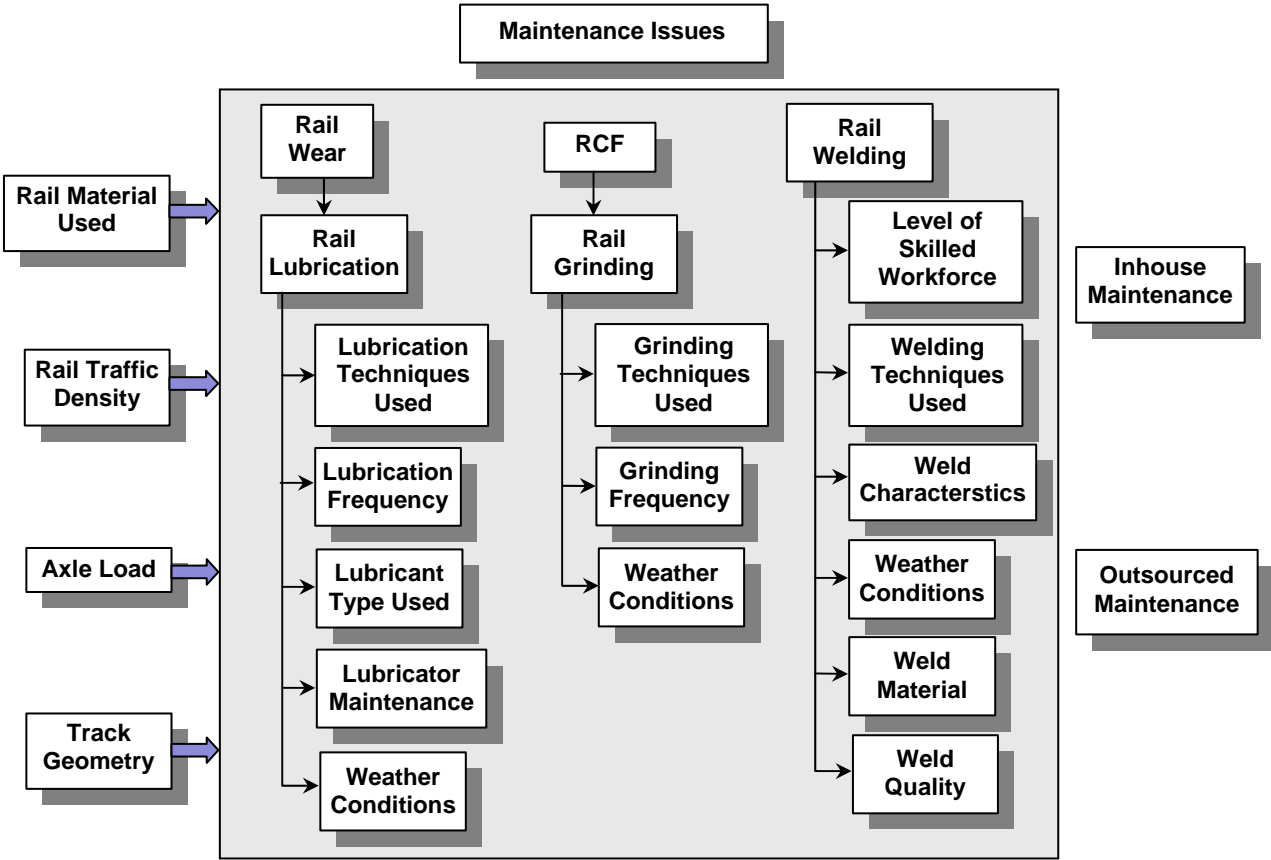 Maintenance Issues
Rail Material
Used
Rail Traffic
Density
Axle Load
Track
Geometry
Rail
Wear
Rail
Lubrication
Lubrication
Techniques
Used
Lubrication
Frequency
Lubricant
Type Used
Lubricator
Maintenance
Weather
Conditions
RCF
Rail
Grinding
Grinding
Techniques
Used
Grinding
Frequency
Weather
Conditions
Rail
Welding
Level of
Skilled
Workforce
Welding
Techniques
Used
Weld
Characterstics
Weather
Conditions
Weld
Material
Weld
Quality
Inhouse
Maintenance
Outsourced
Maintenance